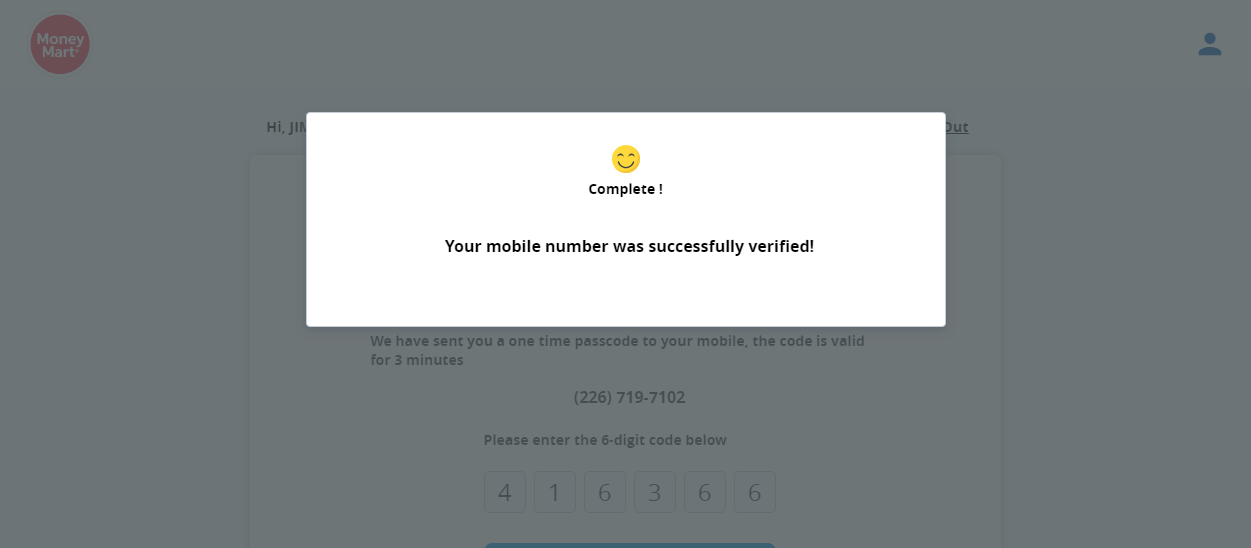 Money
Mart
Hi, JIM Out
Complete !
Your mobile number was successfully verified!
We have sent you a one time passcode to your mobile, the code is valid
for 3 minutes
(226) 719-7102
Please enter the 6-digit code below
4 1 6 3 6 6